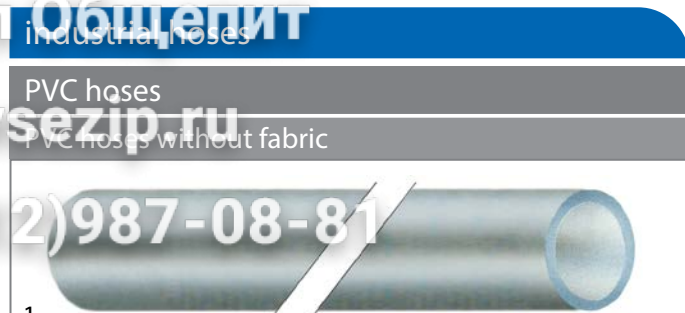 Общепит
industrial hoses
PVC hoses
sezip.ru
PVC hoses without fabric
2)987-08-81
1